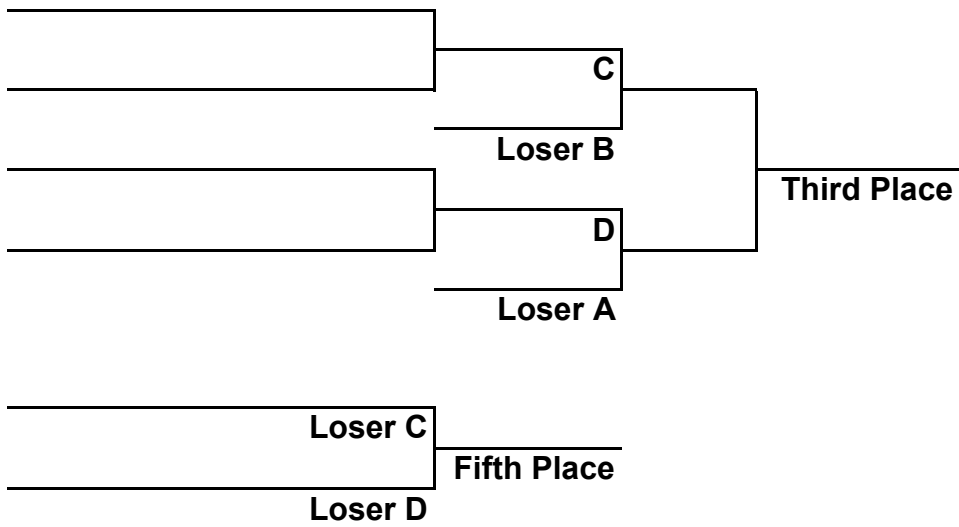 C
Loser B
Third Place
D
Loser A
Loser C
Fifth Place
Loser D